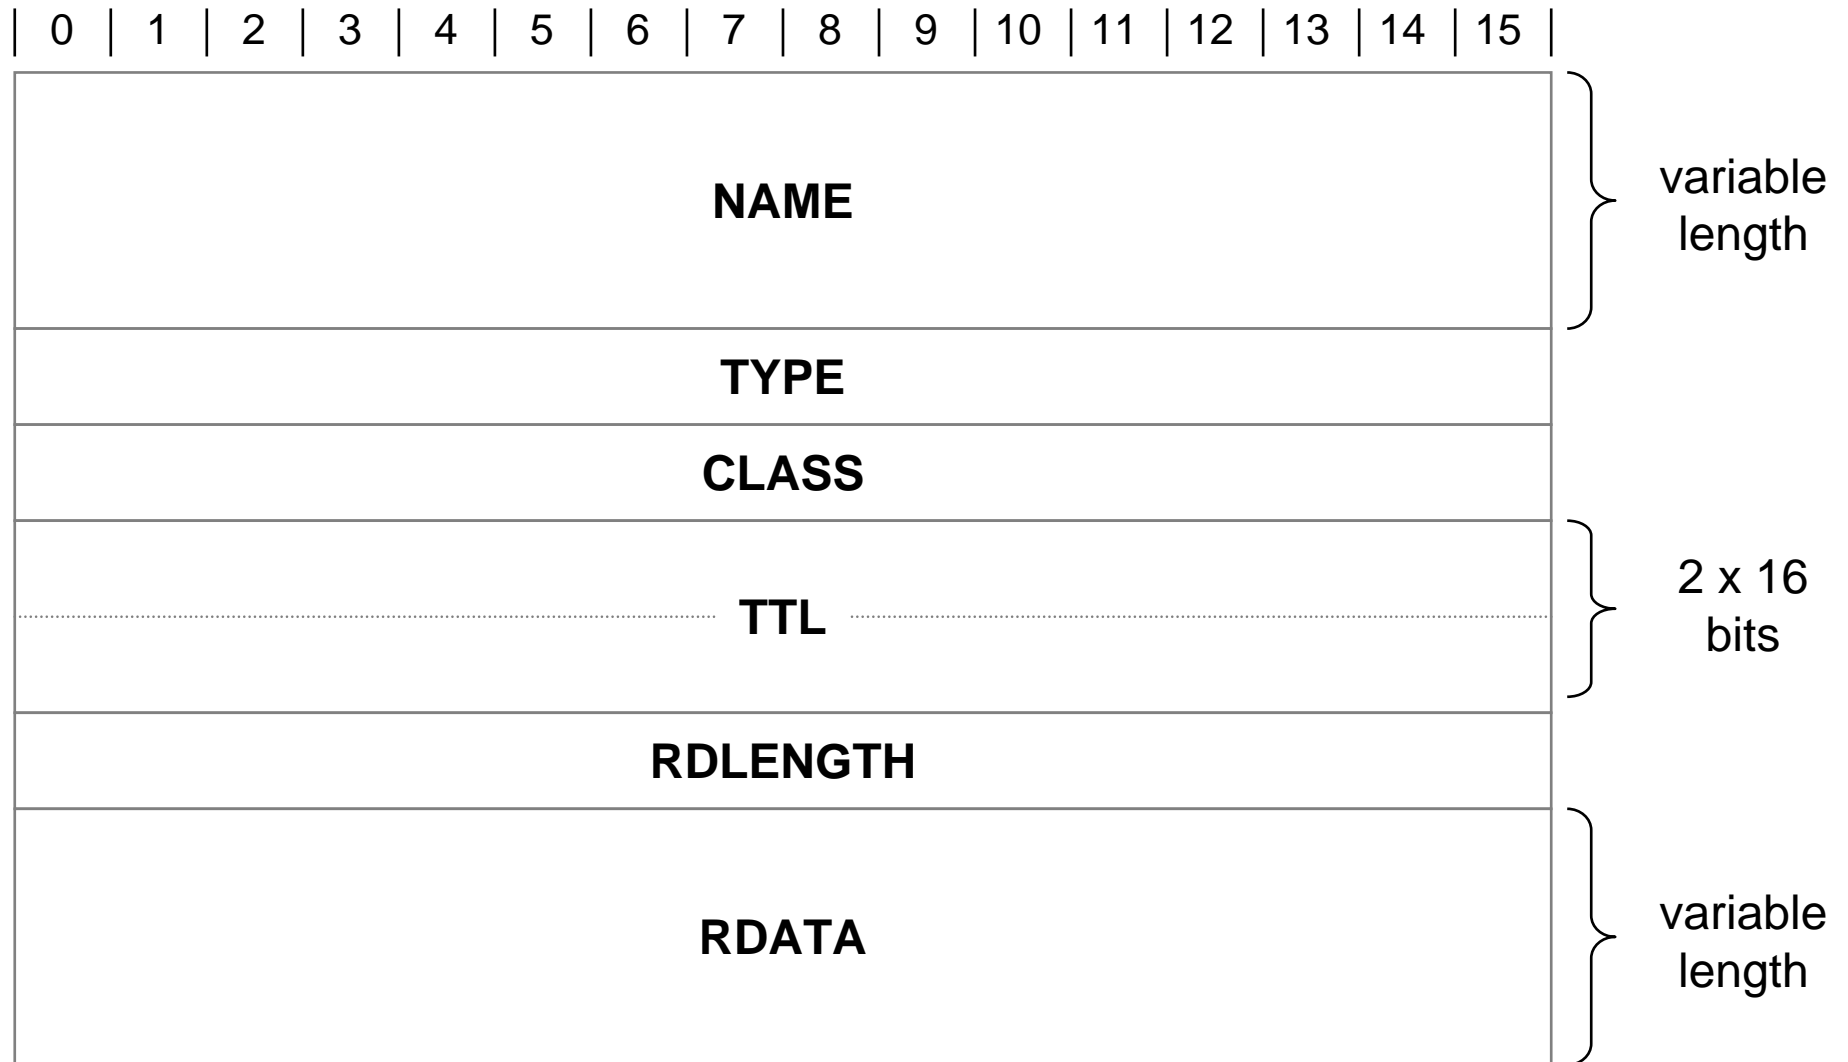 0 1 2 3 4 5 6 7 8 9 10 11 12 13 14 15
NAME
variable
length
TYPE
CLASS
TTL
2 x 16
bits
RDLENGTH
RDATA
variable
length